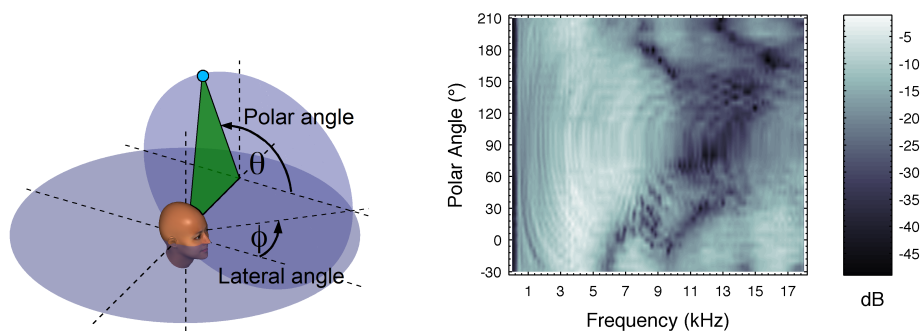 Polar angle
θ
ϕ
Lateral angle
Polar Angle (°)
210
180
150
120
90
60
30
0
-30
1 3 5 7 9 11 13 15 17
Frequency (kHz)
-5
-10
-15
-20
-25
-30
-35
-40
-45
dB